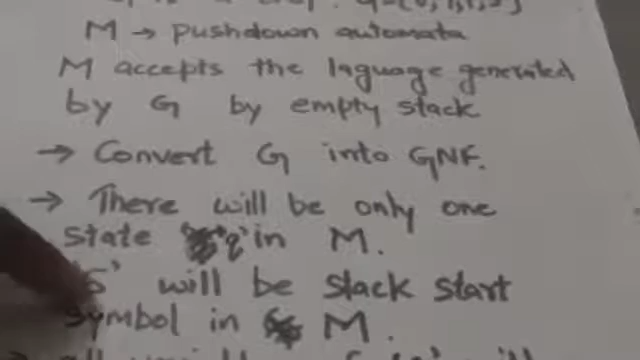 M → pushdown automata
M accepts the laguage generated
by G by empty stack
→ Convert G into GNF.
→ There will be only one
state 'q' in M.
'S' will be stack start
symbol in M.